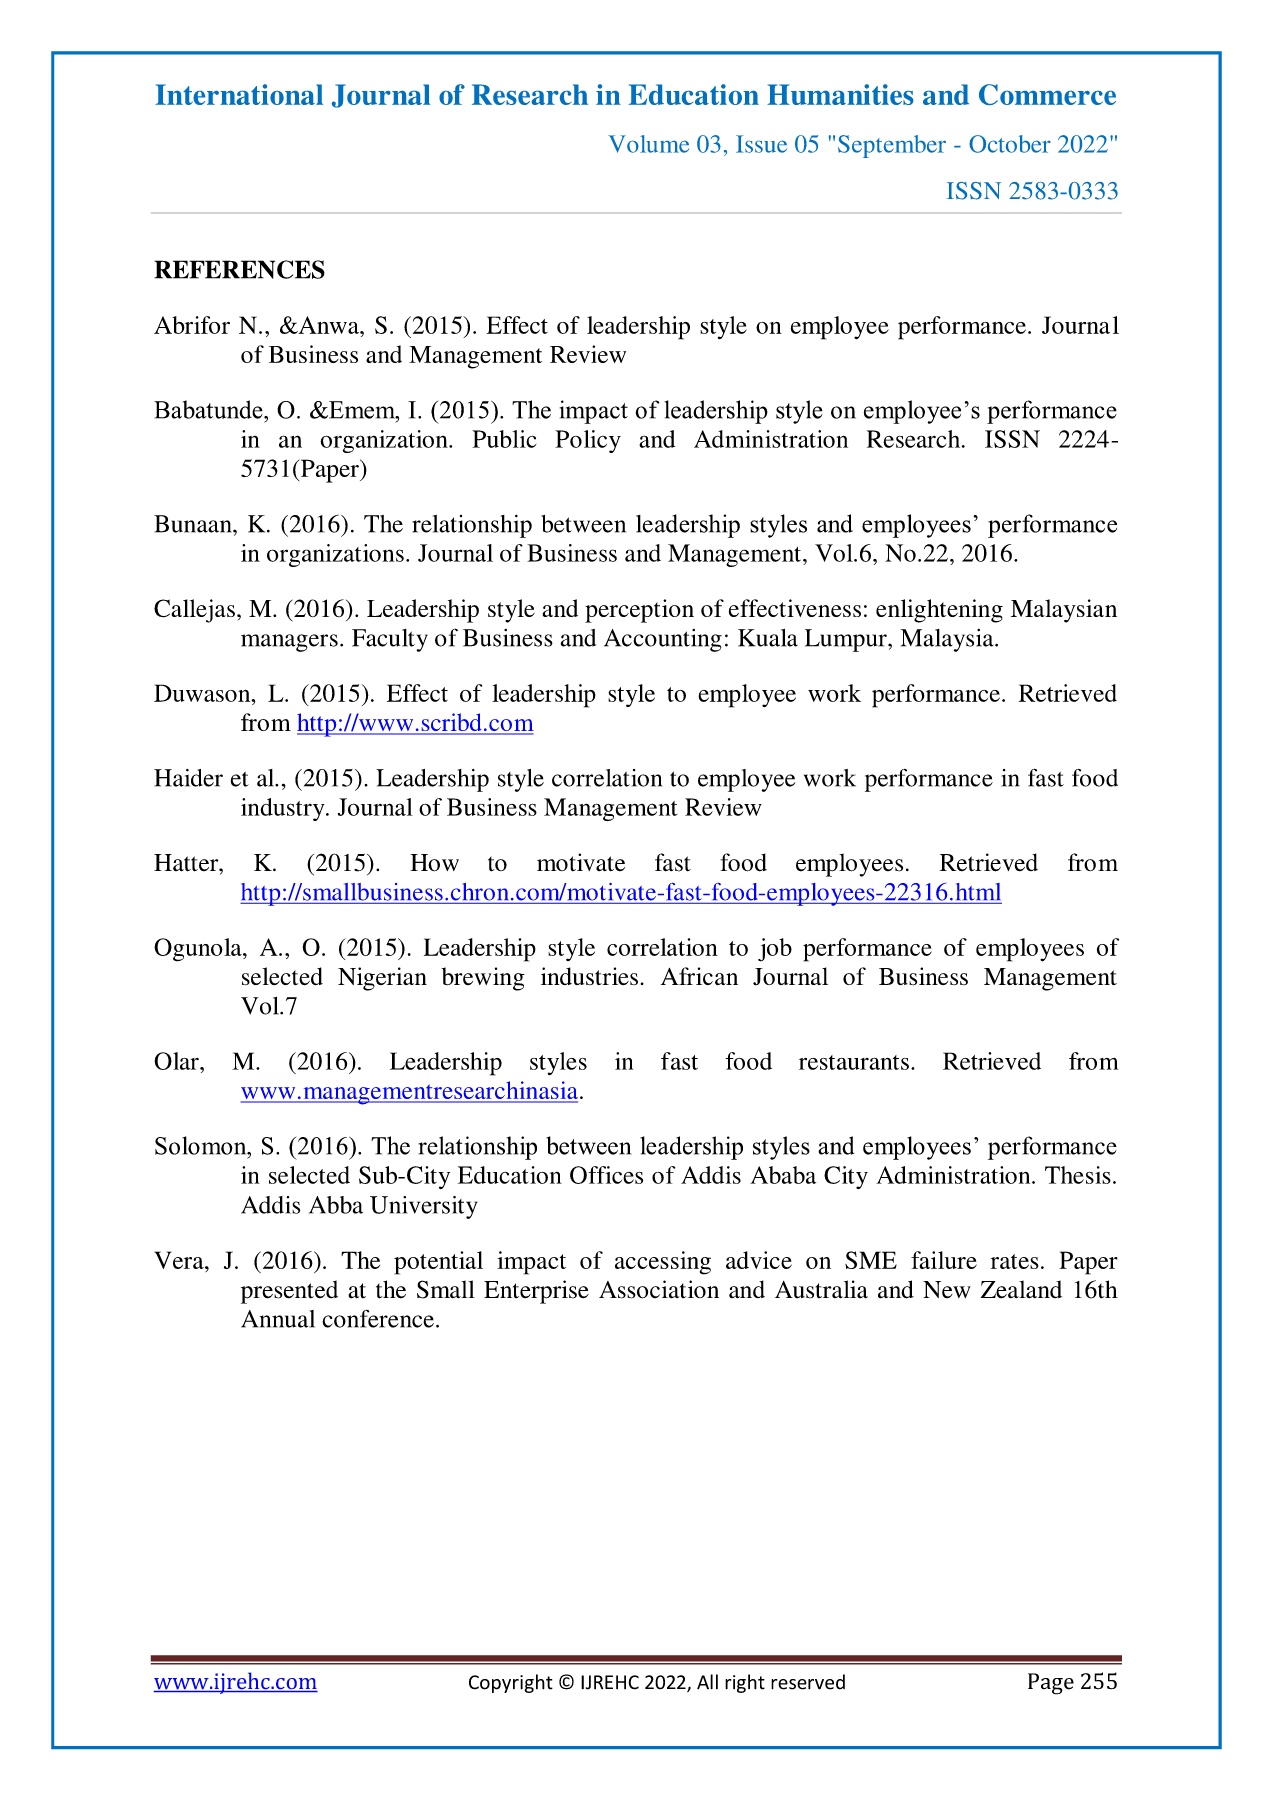 International Journal of Research in Education Humanities and Commerce
Volume 03, Issue 05 "September - October 2022"
ISSN 2583-0333
REFERENCES
Abrifor N., &Anwa, S. (2015). Effect of leadership style on employee performance. Journal
of Business and Management Review
Babatunde, O. &Emem, I. (2015). The impact of leadership style on employee’s performance
in an organization. Public Policy and Administration Research. ISSN 2224-
5731(Paper)
Bunaan, K. (2016). The relationship between leadership styles and employees’ performance
in organizations. Journal of Business and Management, Vol.6, No.22, 2016.
Callejas, M. (2016). Leadership style and perception of effectiveness: enlightening Malaysian
managers. Faculty of Business and Accounting: Kuala Lumpur, Malaysia.
Duwason, L. (2015). Effect of leadership style to employee work performance. Retrieved
from http://www.scribd.com
Haider et al., (2015). Leadership style correlation to employee work performance in fast food
industry. Journal of Business Management Review
Hatter, K. (2015). How to motivate fast food employees. Retrieved from
http://smallbusiness.chron.com/motivate-fast-food-employees-22316.html
Ogunola, A., O. (2015). Leadership style correlation to job performance of employees of
selected Nigerian brewing industries. African Journal of Business Management
Vol.7
Olar, M. (2016). Leadership styles in fast food restaurants. Retrieved from
www.managementresearchinasia.
Solomon, S. (2016). The relationship between leadership styles and employees’ performance
in selected Sub-City Education Offices of Addis Ababa City Administration. Thesis.
Addis Abba University
Vera, J. (2016). The potential impact of accessing advice on SME failure rates. Paper
presented at the Small Enterprise Association and Australia and New Zealand 16th
Annual conference.
www.ijrehc.com Copyright © IJREHC 2022, All right reserved Page 255